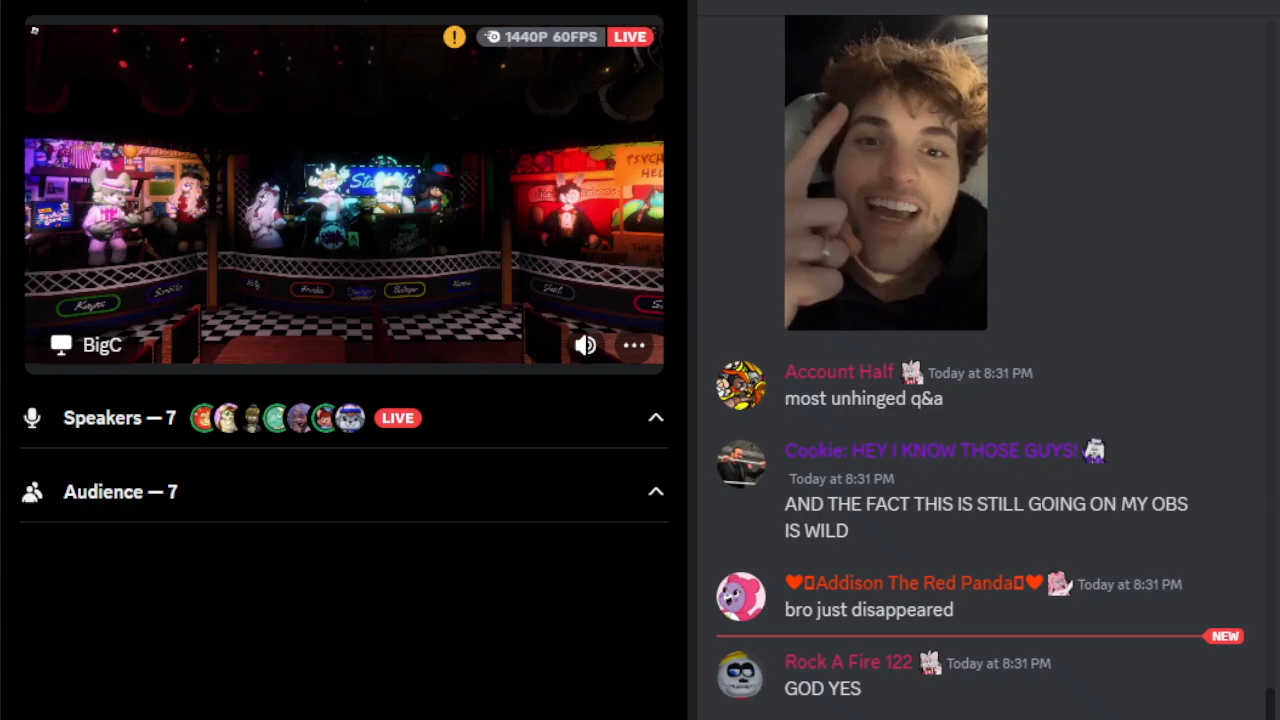 1440P 60FPS LIVE
PSYCH
HEL
THE D
BigC
Speakers — 7 LIVE
Audience — 7
Account Half Today at 8:31 PM
most unhinged q&a
Cookie: HEY I KNOW THOSE GUYS!
Today at 8:31 PM
AND THE FACT THIS IS STILL GOING ON MY OBS
IS WILD
Addison The Red Panda Today at 8:31 PM
bro just disappeared
NEW
Rock A Fire 122 Today at 8:31 PM
GOD YES